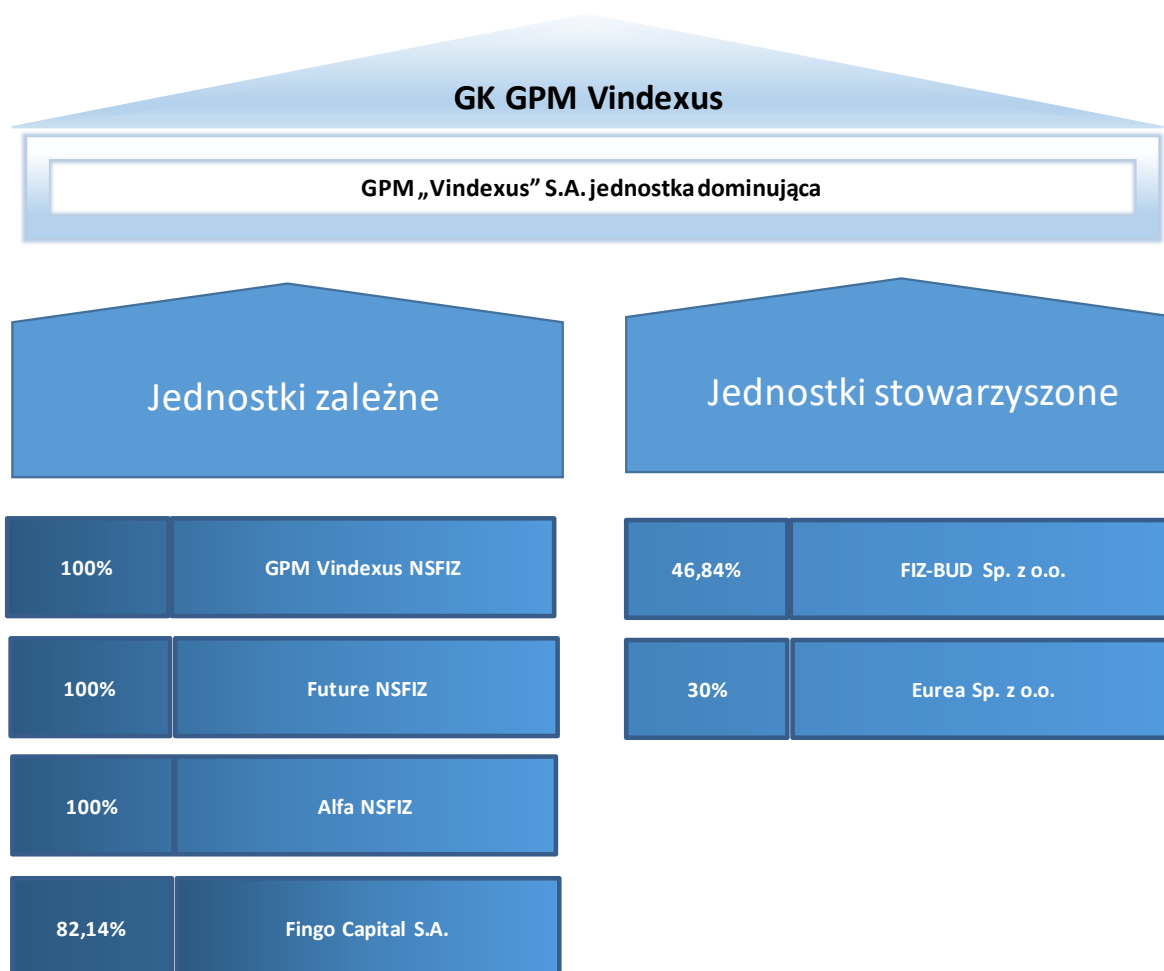 GK GPM Vindexus
GPM „Vindexus” S.A. jednostka dominująca
Jednostki zależne
100% GPM Vindexus NSFIZ
100% Future NSFIZ
100% Alfa NSFIZ
82,14% Fingo Capital S.A.
Jednostki stowarzyszone
46,84% FIZ-BUD Sp. z o.o.
30% Eurea Sp. z o.o.